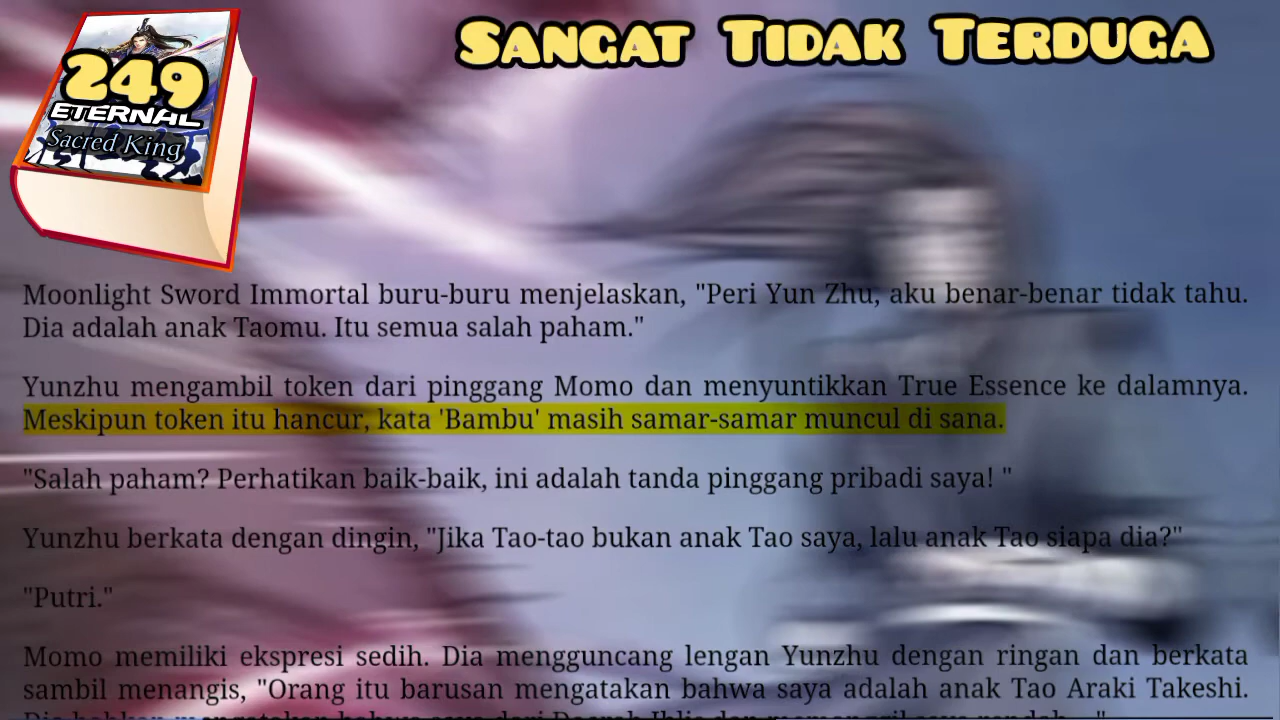 SANGAT TIDAK TERDUGA
249
ETERNAL
Sacred King
Moonlight Sword Immortal buru-buru menjelaskan, "Peri Yun Zhu, aku benar-benar tidak tahu.
Dia adalah anak Taomu. Itu semua salah paham."
Yunzhu mengambil token dari pinggang Momo dan menyuntikkan True Essence ke dalamnya.
Meskipun token itu hancur, kata 'Bambu' masih samar-samar muncul di sana.
"Salah paham? Perhatikan baik-baik, ini adalah tanda pinggang pribadi saya! "
Yunzhu berkata dengan dingin, "Jika Tao-tao bukan anak Tao saya, lalu anak Tao siapa dia?"
"Putri."
Momo memiliki ekspresi sedih. Dia mengguncang lengan Yunzhu dengan ringan dan berkata
sambil menangis, "Orang itu barusan mengatakan bahwa saya adalah anak Tao Araki Takeshi.